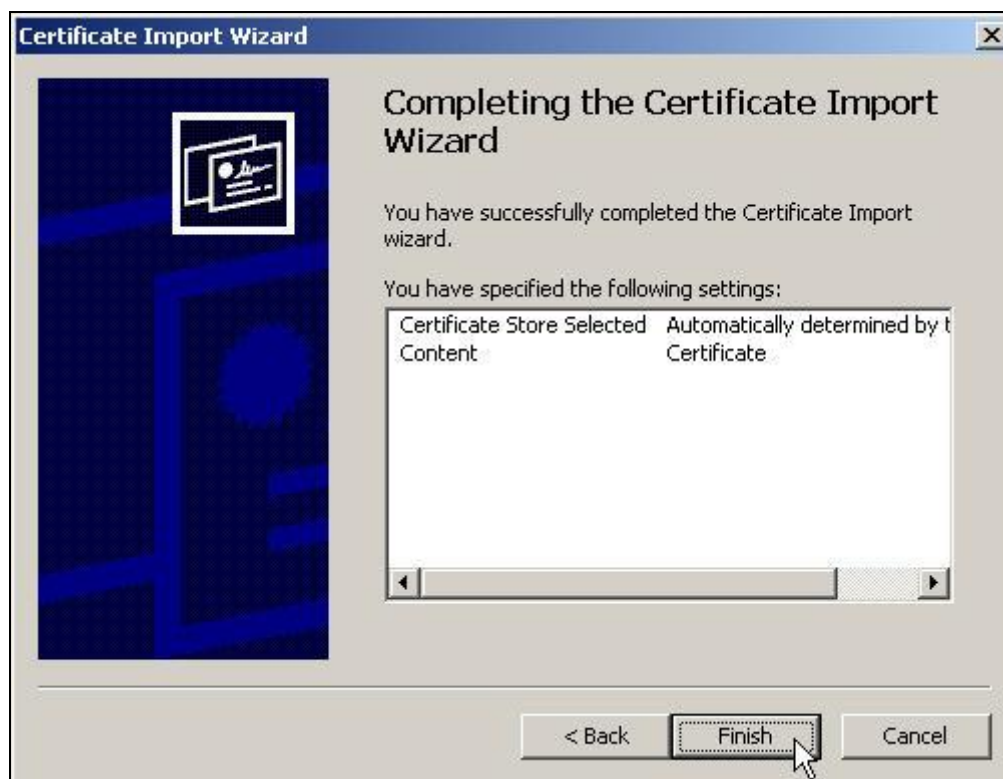 Certificate Import Wizard
Completing the Certificate Import
Wizard
You have successfully completed the Certificate Import
wizard.
You have specified the following settings:
Certificate Store Selected Automatically determined by t
Content Certificate
< Back Finish Cancel